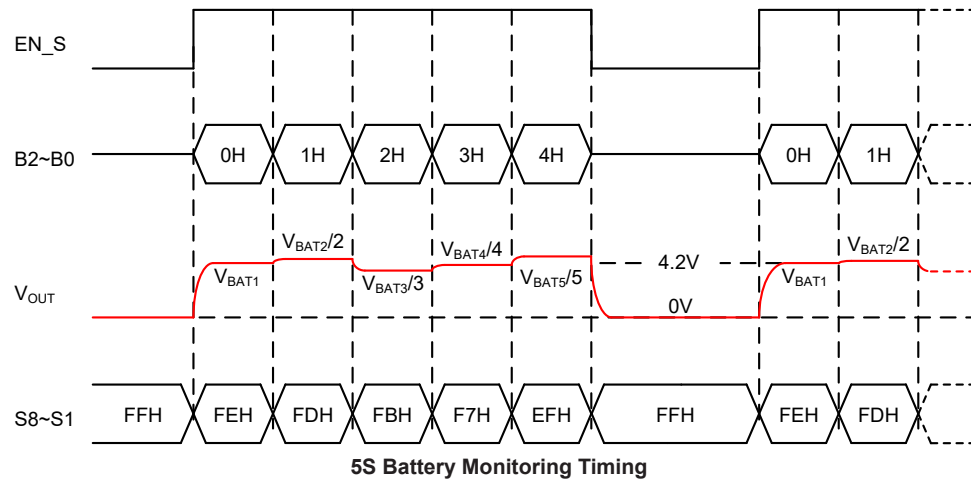 EN_S
B2~B0 0H 1H 2H 3H 4H 0H 1H
VBAT2/2 VBAT4/4 VBAT2/2
VOUT VBAT1 VBAT3/3 VBAT5/5 4.2V VBAT1
0V
S8~S1 FFH FEH FDH FBH F7H EFH FFH FEH FDH
5S Battery Monitoring Timing